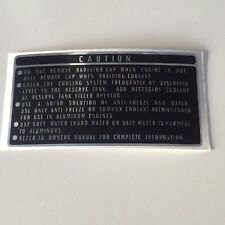 CAUTION
● DO NOT REMOVE RADIATOR CAP WHEN ENGINE IS HOT.
ONLY REMOVE CAP WHEN DRAINING COOLANT.
● CHECK THE COOLING SYSTEM FREQUENTLY BY OBSERVING
LEVEL IN THE RESERVE TANK. ADD NECESSARY COOLANT
AT RESERVE TANK FILLER OPENING.
● USE A 50/50 SOLUTION OF ANTI-FREEZE AND WATER.
USE ONLY ANTI-FREEZE OR SUMMER COOLANT RECOMMENDED
FOR USE IN ALUMINUM ENGINES.
● USE SOFT WATER (HARD WATER OR SALT WATER IS HARMFUL
TO ALUMINUM).
● REFER TO OWNERS MANUAL FOR COMPLETE INFORMATION.